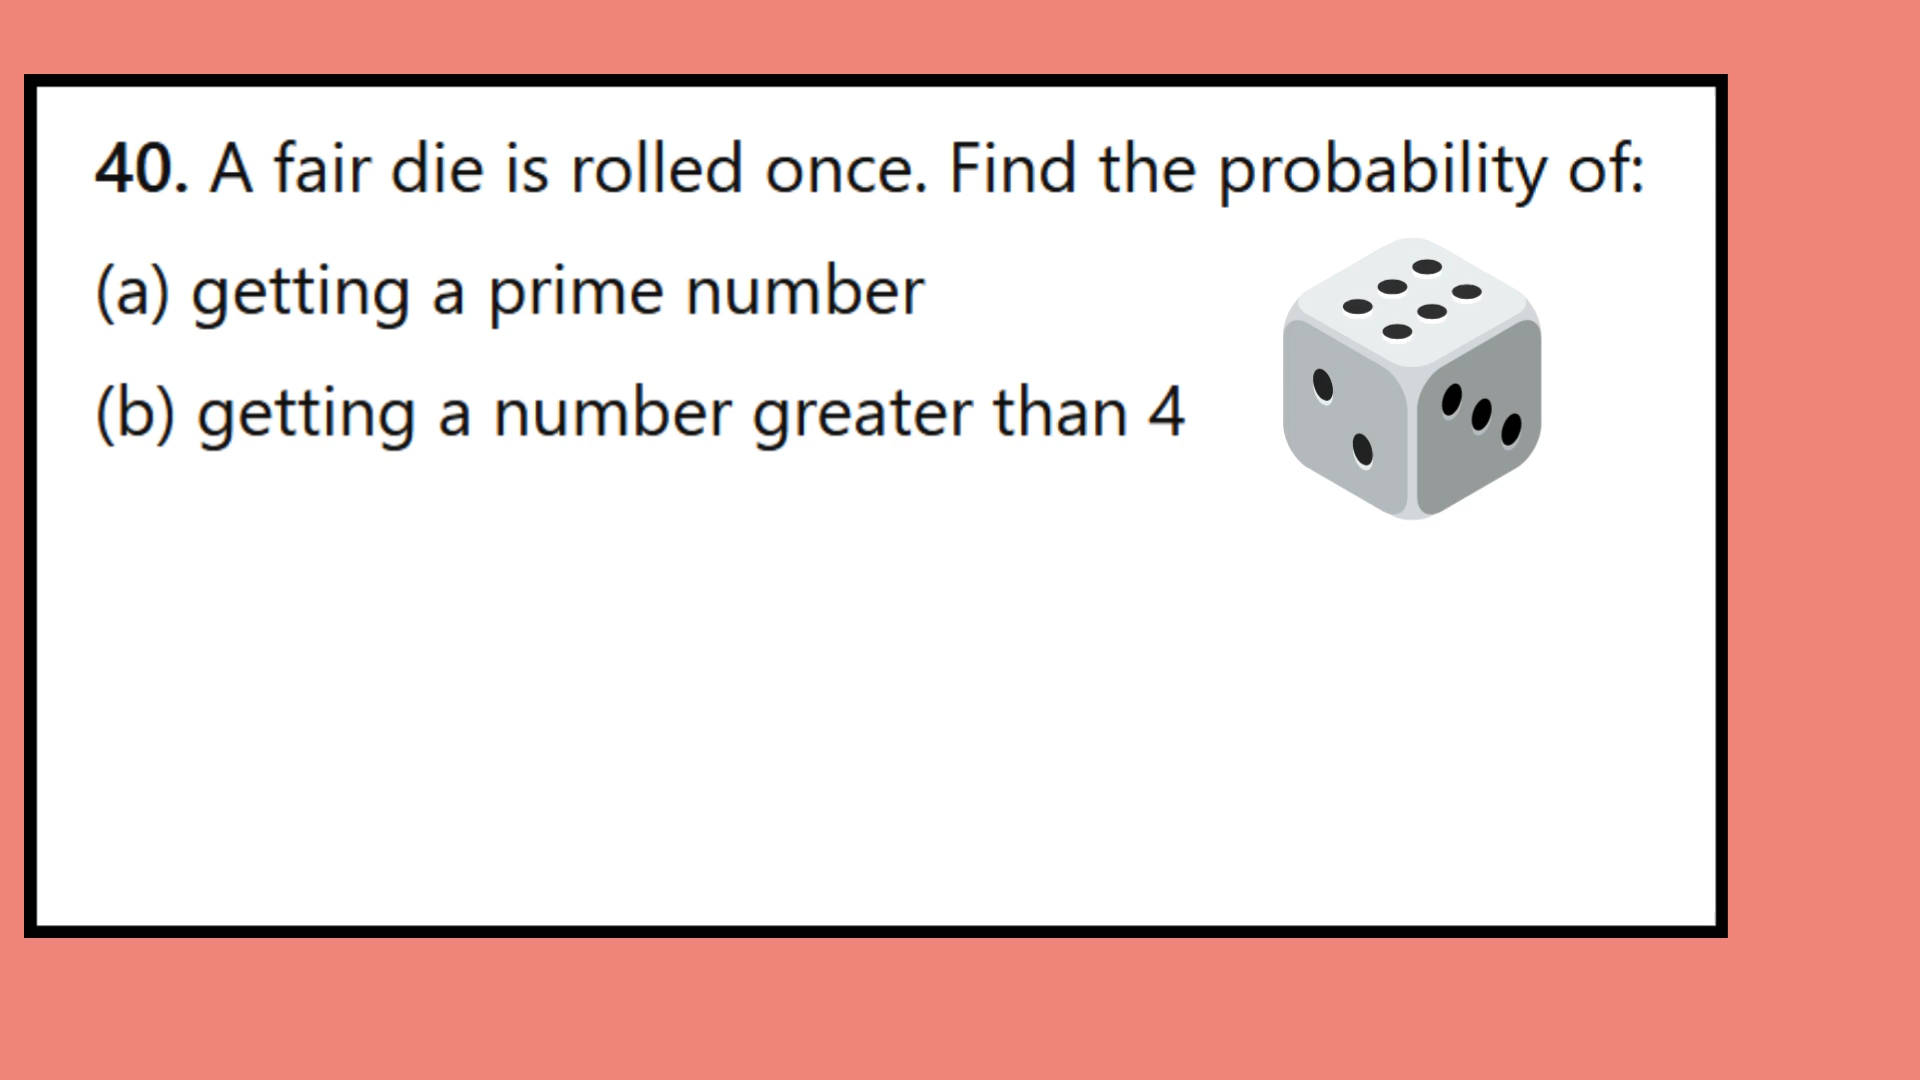 40. A fair die is rolled once. Find the probability of:
(a) getting a prime number
(b) getting a number greater than 4